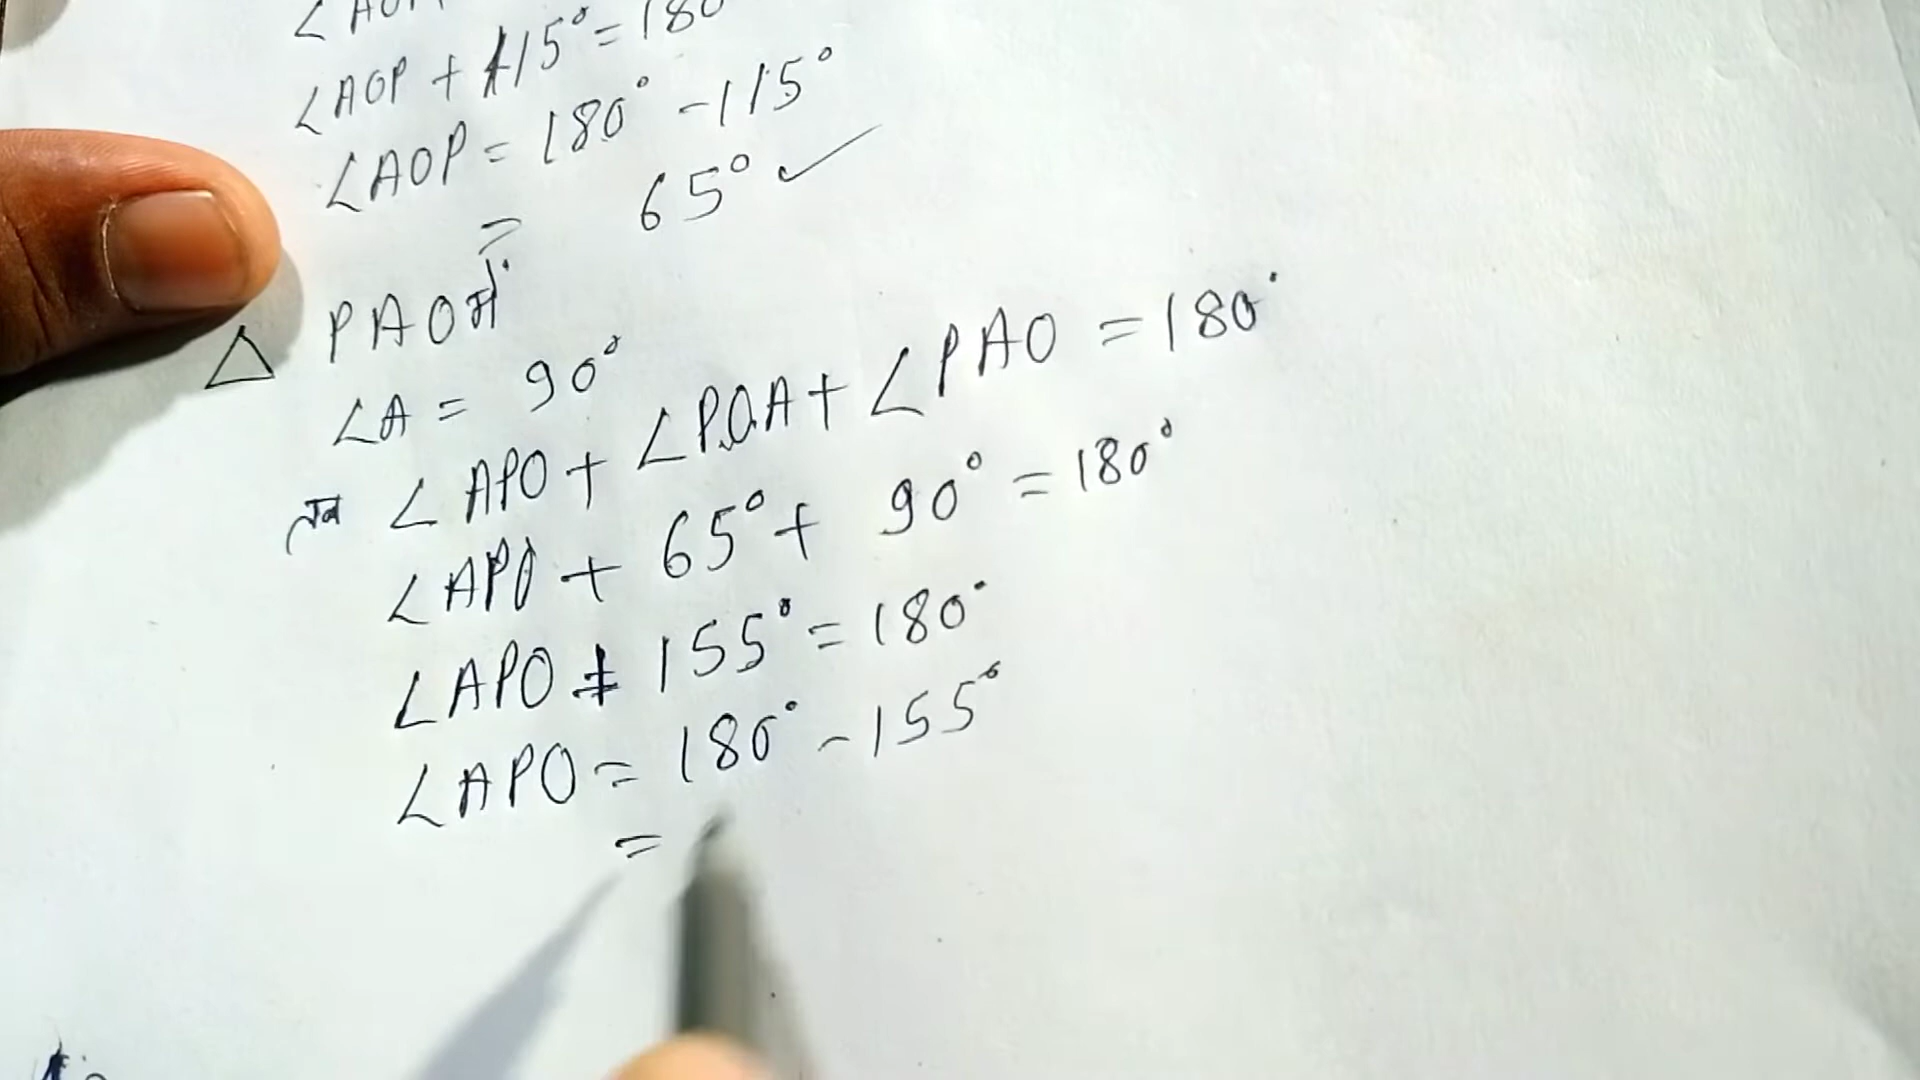 ∠AOP + 115° = 180
∠AOP = 180° - 115°
= 65° ✓
△ PAO में
∠A = 90°
तब ∠APO + ∠POA + ∠PAO = 180°
∠APO + 65° + 90° = 180°
∠APO + 155° = 180°
∠APO = 180° - 155°
=